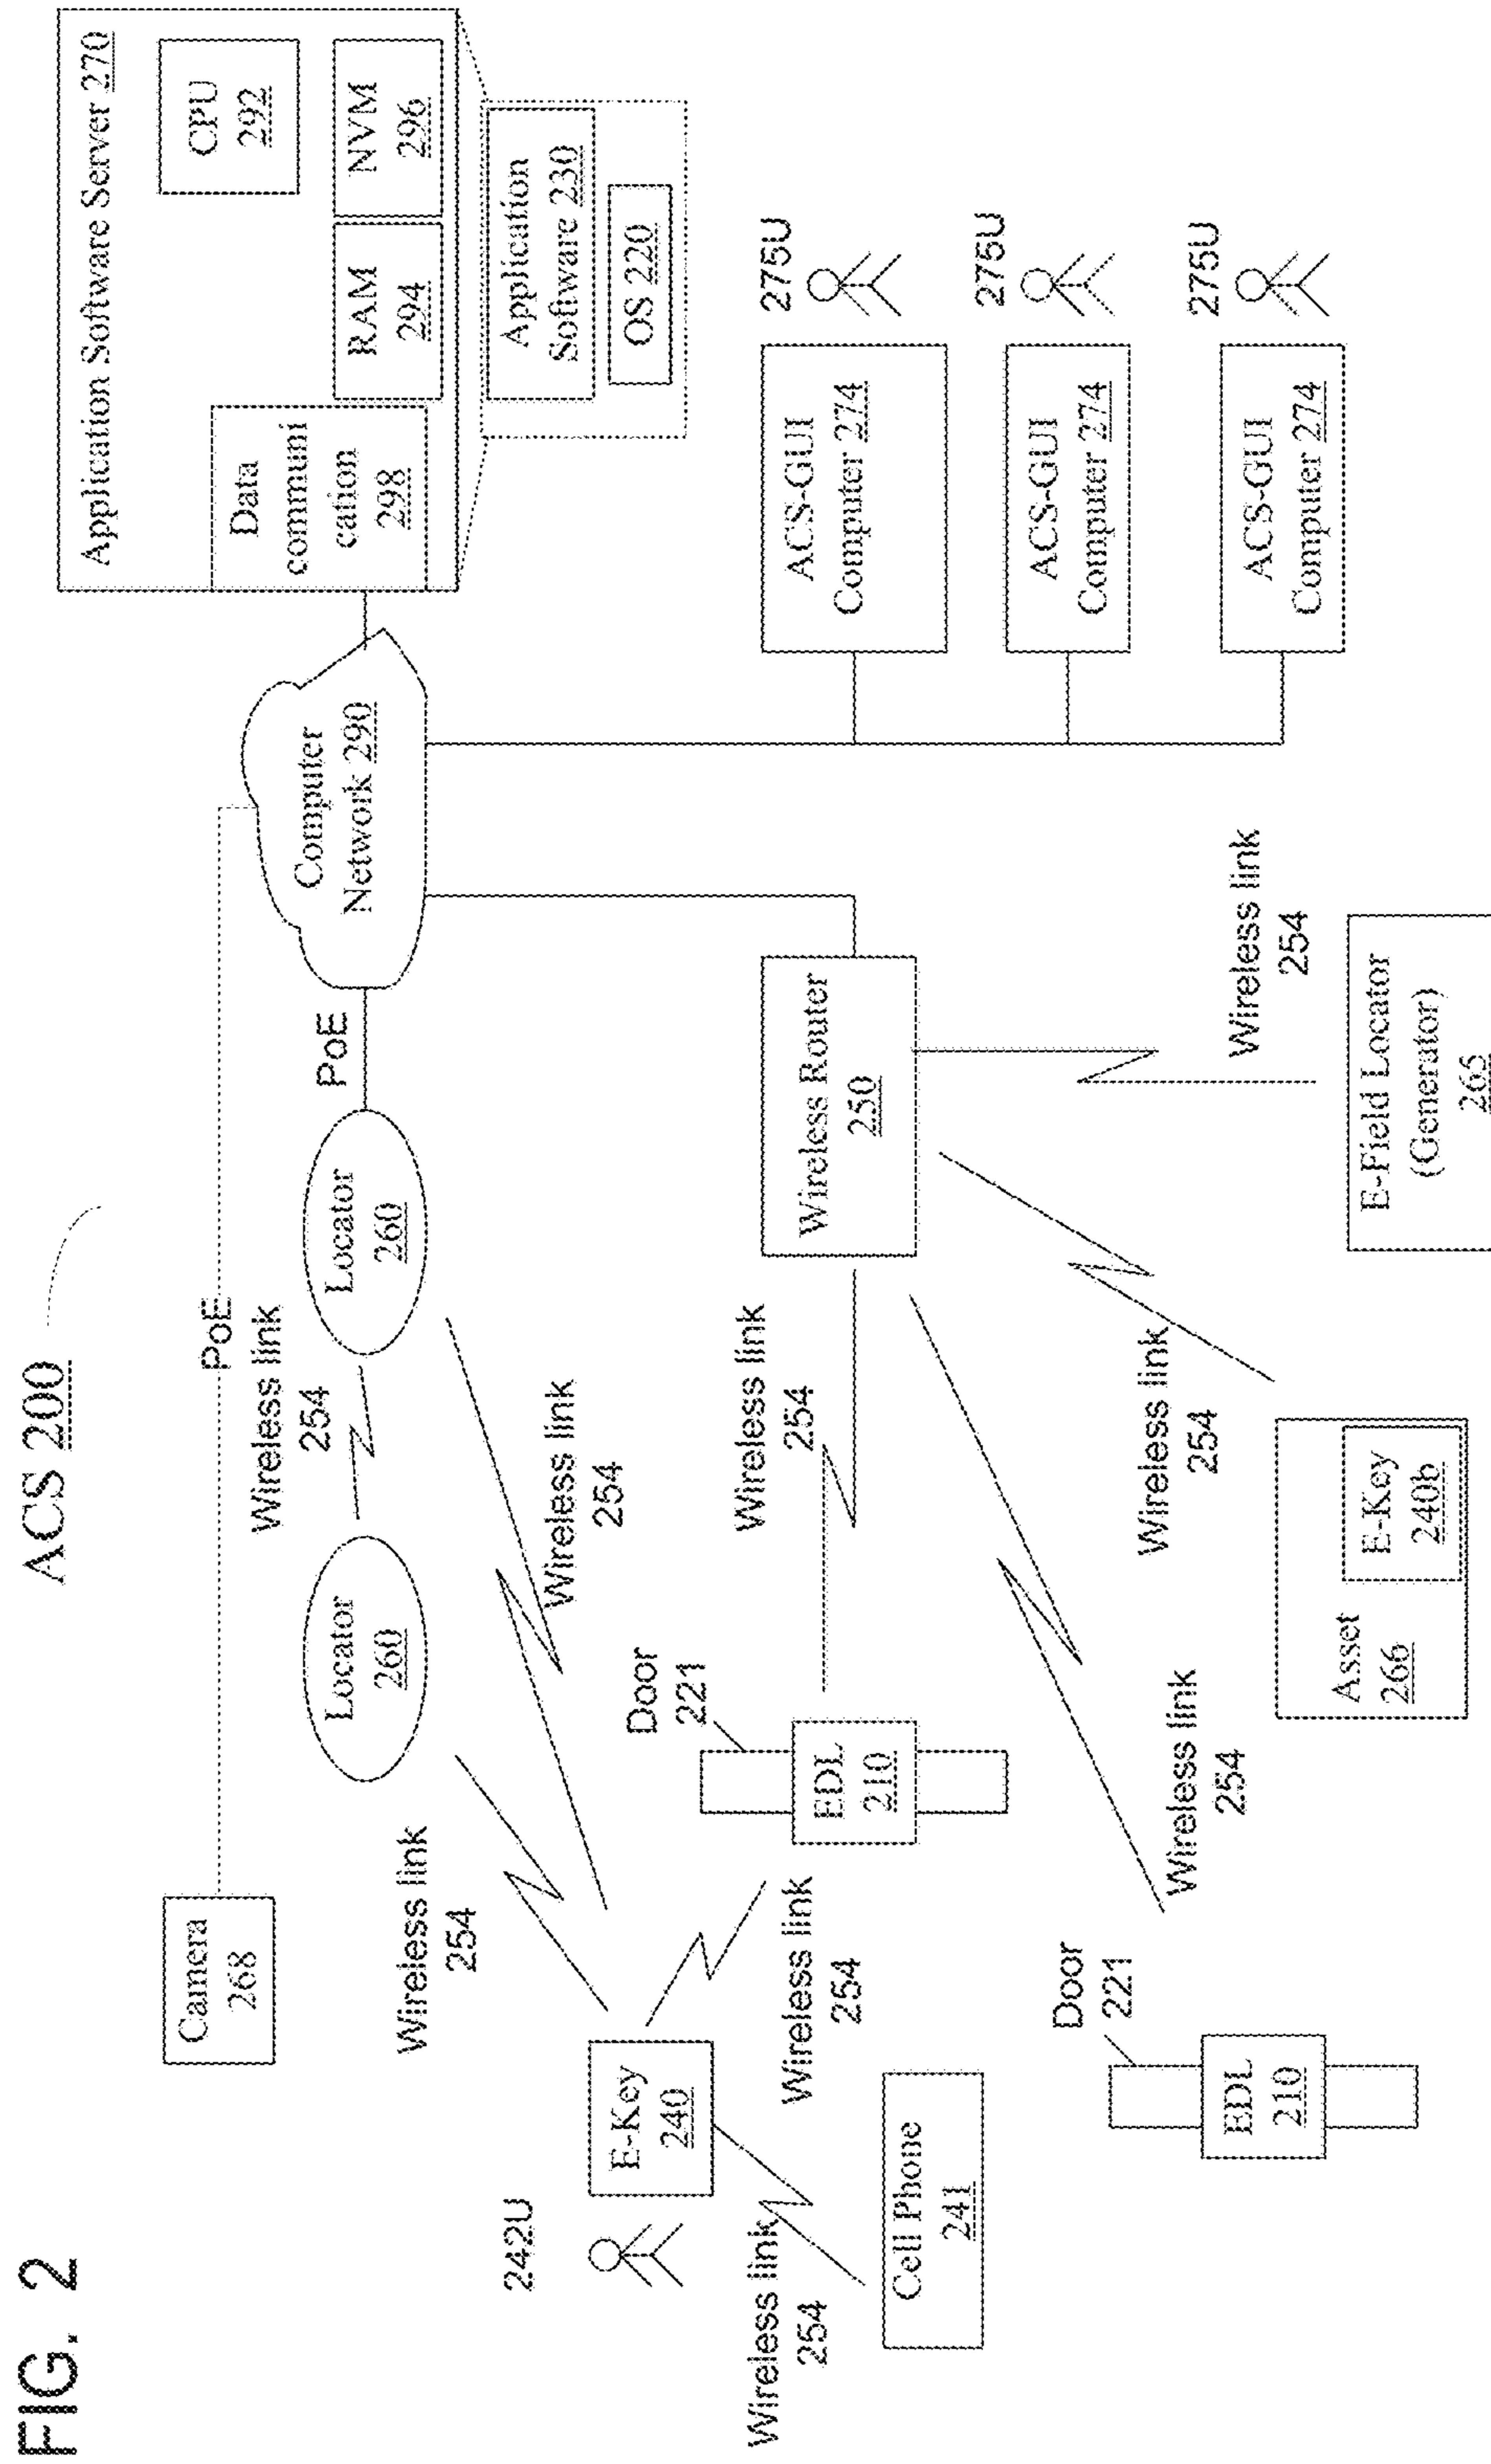 FIG. 2
ACS 200
Application Software Server 270
CPU
292
RAM
294
NVM
296
Data
communi
cation
298
Application
Software 230
OS 220
Camera
268
PoE
Computer
Network 290
PoE
Locator
260
Wireless link
254
Locator
260
Wireless link
254
Wireless link
254
242U
E-Key
240
Wireless link
254
Door
221
EDL
210
Wireless link
254
Wireless Router
250
ACS-GUI
Computer 274
275U
ACS-GUI
Computer 274
275U
ACS-GUI
Computer 274
275U
Wireless link
254
Cell Phone
241
Door
221
EDL
210
Wireless link
254
Wireless link
254
Asset
266
E-Key
240b
Wireless link
254
E-Field Locator
(Generator)
265